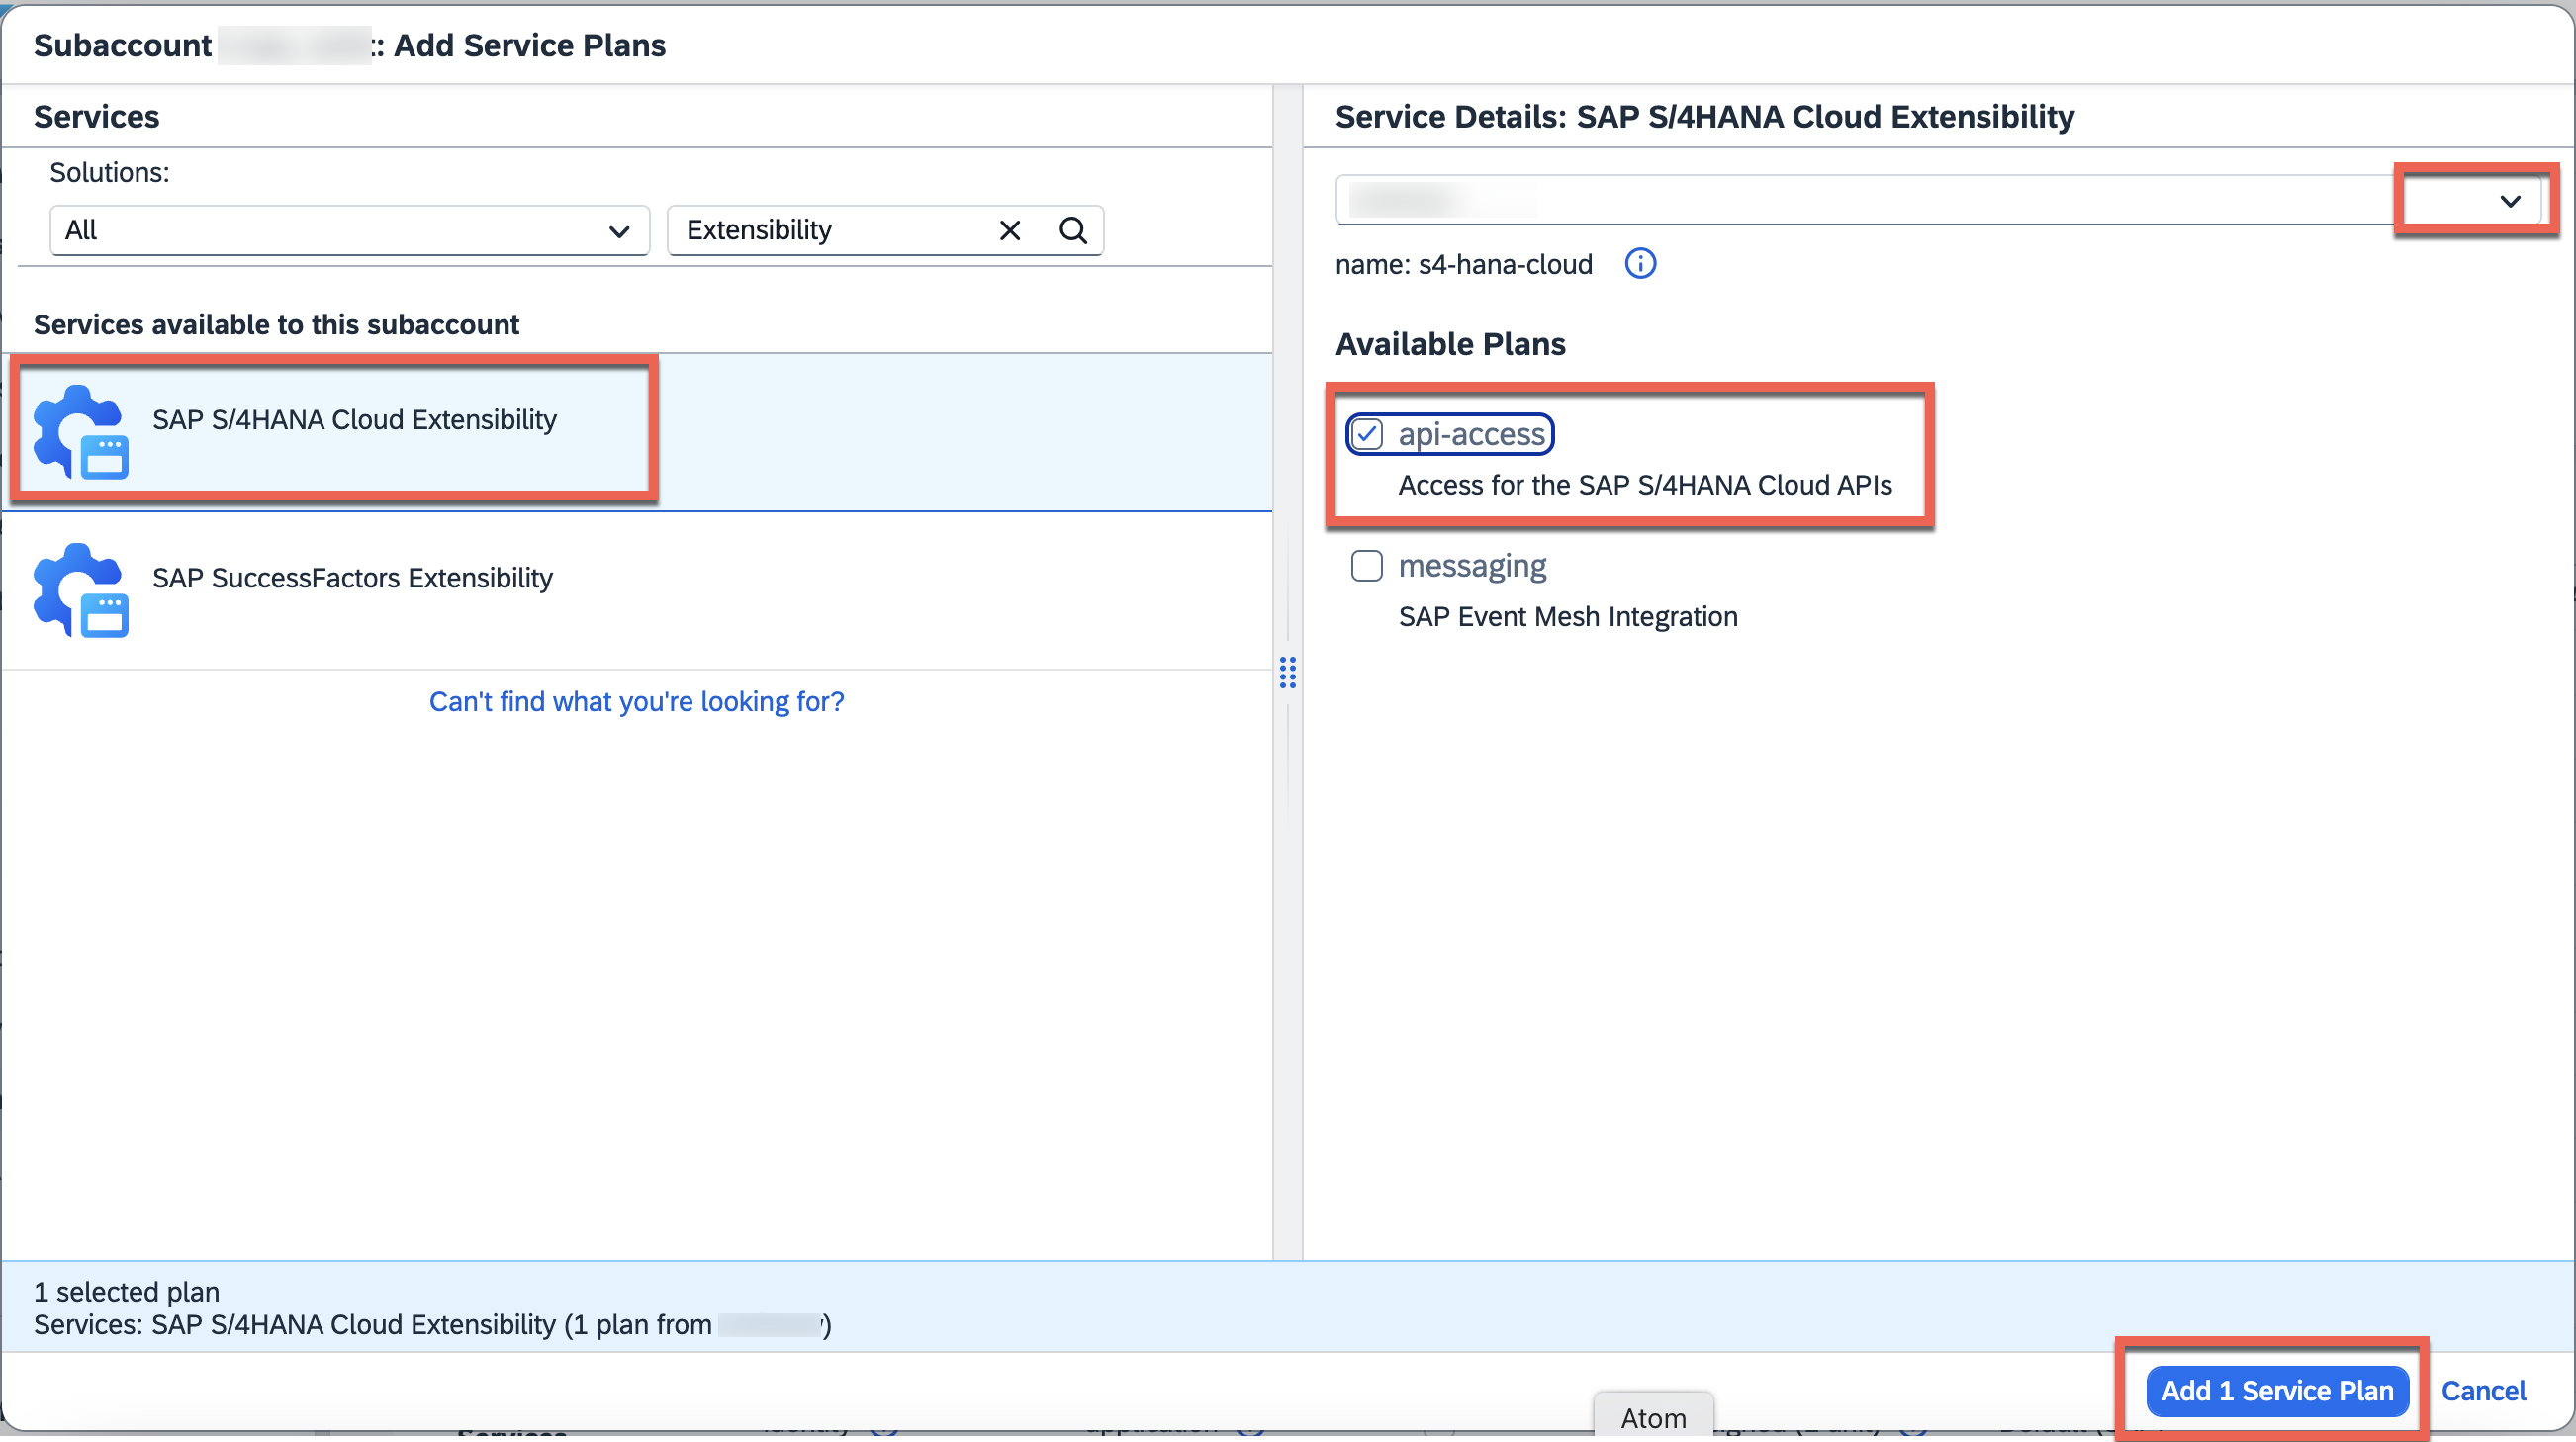 Subaccount : Add Service Plans
Services
Solutions:
All
Extensibility
Services available to this subaccount
SAP S/4HANA Cloud Extensibility
SAP SuccessFactors Extensibility
Can't find what you're looking for?
Service Details: SAP S/4HANA Cloud Extensibility
name: s4-hana-cloud
Available Plans
api-access
Access for the SAP S/4HANA Cloud APIs
messaging
SAP Event Mesh Integration
1 selected plan
Services: SAP S/4HANA Cloud Extensibility (1 plan from )
Add 1 Service Plan
Cancel
Atom